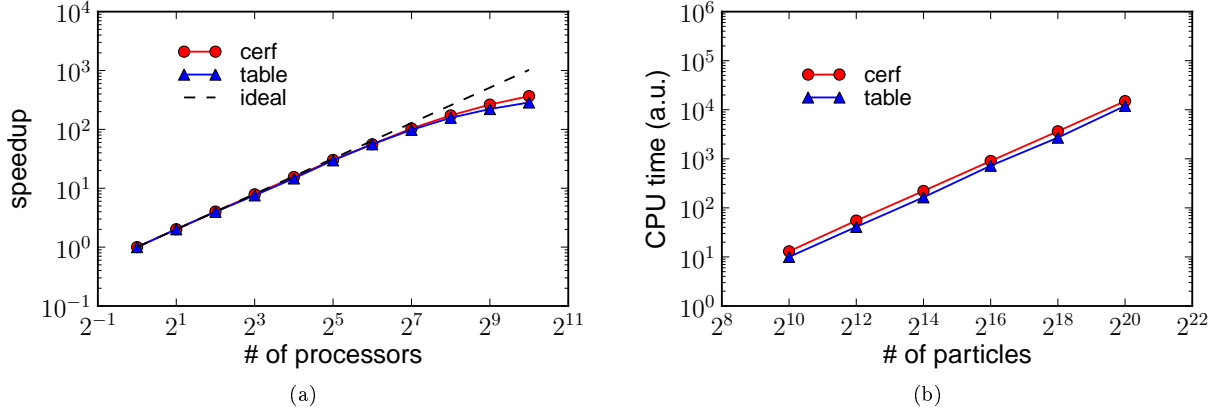 10^4
10^3
10^2
10^1
10^0
10^-1
speedup
cerf
table
ideal
2^-1 2^1 2^3 2^5 2^7 2^9 2^11
# of processors
(a)
10^6
10^5
10^4
10^3
10^2
10^1
10^0
CPU time (a.u.)
cerf
table
2^8 2^10 2^12 2^14 2^16 2^18 2^20 2^22
# of particles
(b)